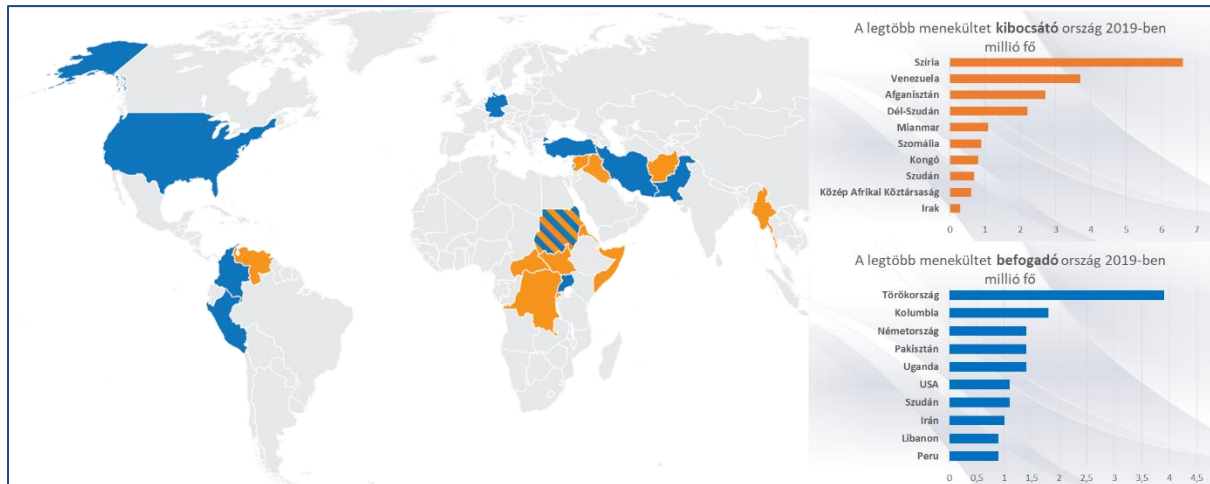 A legtöbb menekültet kibocsátó ország 2019-ben
millió fő
Szíria
Venezuela
Afganisztán
Dél-Szudán
Mianmar
Szomália
Kongó
Szudán
Közép Afrikai Köztársaság
Irak
0 1 2 3 4 5 6 7
A legtöbb menekültet befogadó ország 2019-ben
millió fő
Törökország
Kolumbia
Németország
Pakisztán
Uganda
USA
Szudán
Irán
Libanon
Peru
0 0,5 1 1,5 2 2,5 3 3,5 4 4,5